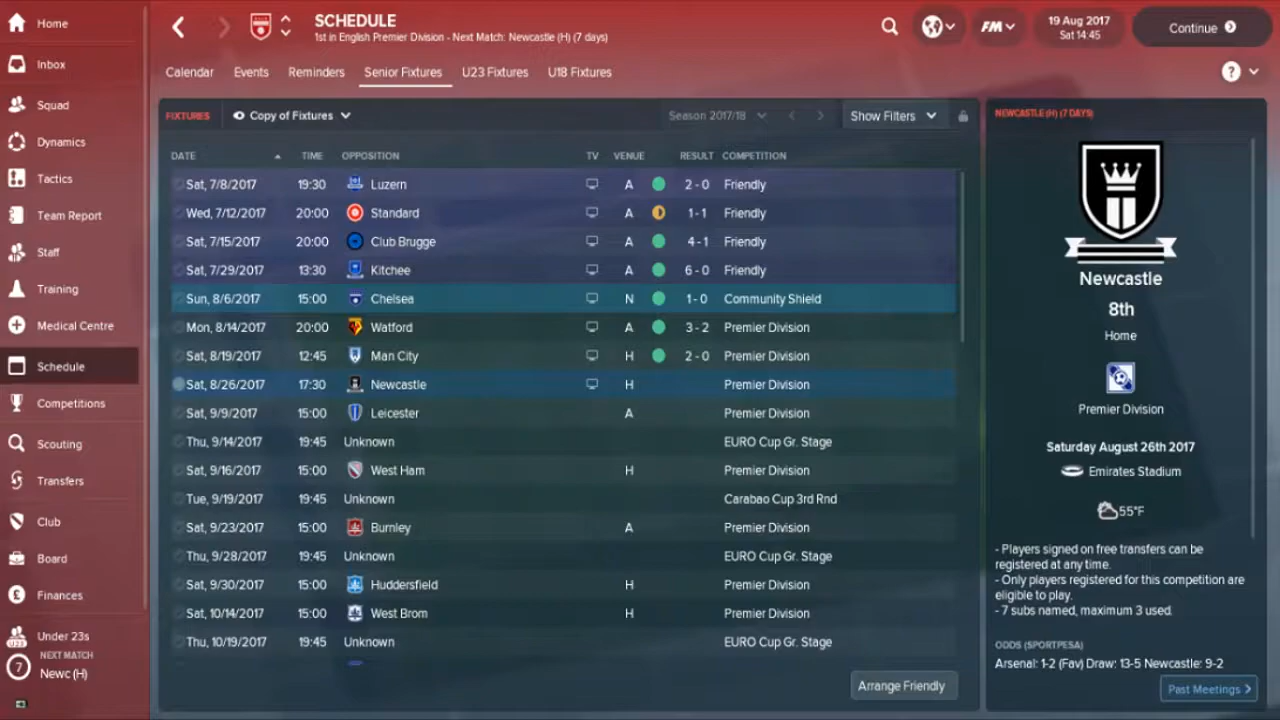 Home
Inbox
Squad
Dynamics
Tactics
Team Report
Staff
Training
Medical Centre
Schedule
Competitions
Scouting
Transfers
Club
Board
Finances
Under 23s
NEXT MATCH
7 Newc (H)
SCHEDULE
1st in English Premier Division - Next Match: Newcastle (H) (7 days)
FM
19 Aug 2017
Sat 14:45
Continue
Calendar Events Reminders Senior Fixtures U23 Fixtures U18 Fixtures
?
FIXTURES Copy of Fixtures Season 2017/18 Show Filters
DATE TIME OPPOSITION TV VENUE RESULT COMPETITION
Sat, 7/8/2017 19:30 Luzern A 2 - 0 Friendly
Wed, 7/12/2017 20:00 Standard A 1 - 1 Friendly
Sat, 7/15/2017 20:00 Club Brugge A 4 - 1 Friendly
Sat, 7/29/2017 13:30 Kitchee A 6 - 0 Friendly
Sun, 8/6/2017 15:00 Chelsea N 1 - 0 Community Shield
Mon, 8/14/2017 20:00 Watford A 3 - 2 Premier Division
Sat, 8/19/2017 12:45 Man City H 2 - 0 Premier Division
Sat, 8/26/2017 17:30 Newcastle H Premier Division
Sat, 9/9/2017 15:00 Leicester A Premier Division
Thu, 9/14/2017 19:45 Unknown EURO Cup Gr. Stage
Sat, 9/16/2017 15:00 West Ham H Premier Division
Tue, 9/19/2017 19:45 Unknown Carabao Cup 3rd Rnd
Sat, 9/23/2017 15:00 Burnley A Premier Division
Thu, 9/28/2017 19:45 Unknown EURO Cup Gr. Stage
Sat, 9/30/2017 15:00 Huddersfield H Premier Division
Sat, 10/14/2017 15:00 West Brom H Premier Division
Thu, 10/19/2017 19:45 Unknown EURO Cup Gr. Stage
Arrange Friendly
NEWCASTLE (H) (7 DAYS)
Newcastle
8th
Home
Premier Division
Saturday August 26th 2017
Emirates Stadium
55°F
- Players signed on free transfers can be
registered at any time.
- Only players registered for this competition are
eligible to play.
- 7 subs named, maximum 3 used.
ODDS (SPORTPESA)
Arsenal: 1-2 (Fav) Draw: 13-5 Newcastle: 9-2
Past Meetings